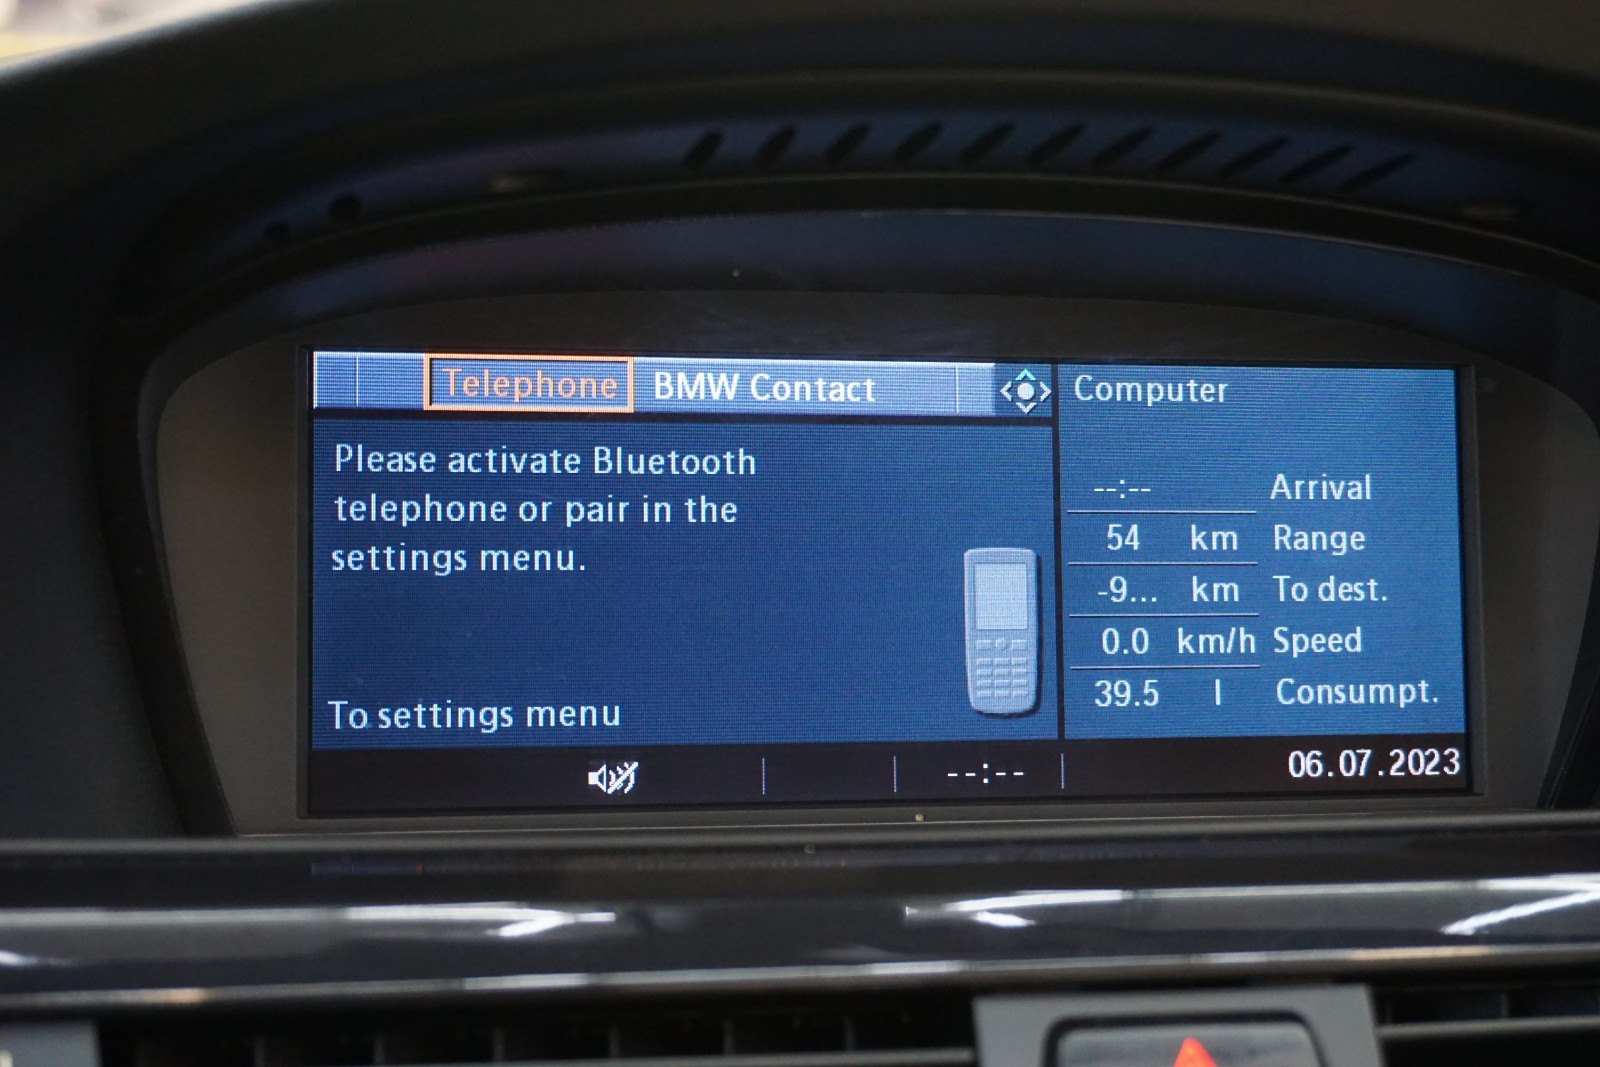 Telephone BMW Contact
Please activate Bluetooth
telephone or pair in the
settings menu.
To settings menu
Computer
--:-- Arrival
54 km Range
-9... km To dest.
0.0 km/h Speed
39.5 l Consumpt.
--:-- 06.07.2023